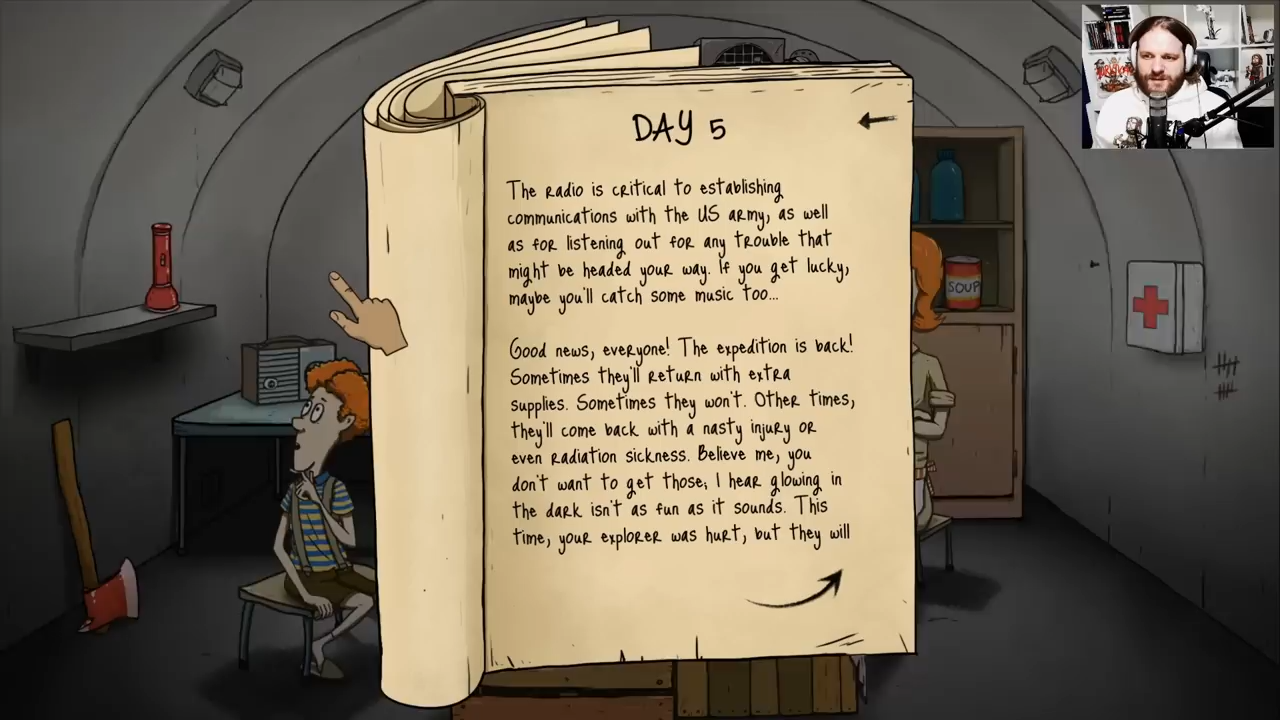 DAY 5
The radio is critical to establishing
communications with the US army, as well
as for listening out for any trouble that
might be headed your way. If you get lucky,
maybe you'll catch some music too...
Good news, everyone! The expedition is back!
Sometimes they'll return with extra
supplies. Sometimes they won't. Other times,
they'll come back with a nasty injury or
even radiation sickness. Believe me, you
don't want to get those; I hear glowing in
the dark isn't as fun as it sounds. This
time, your explorer was hurt, but they will
SOUP